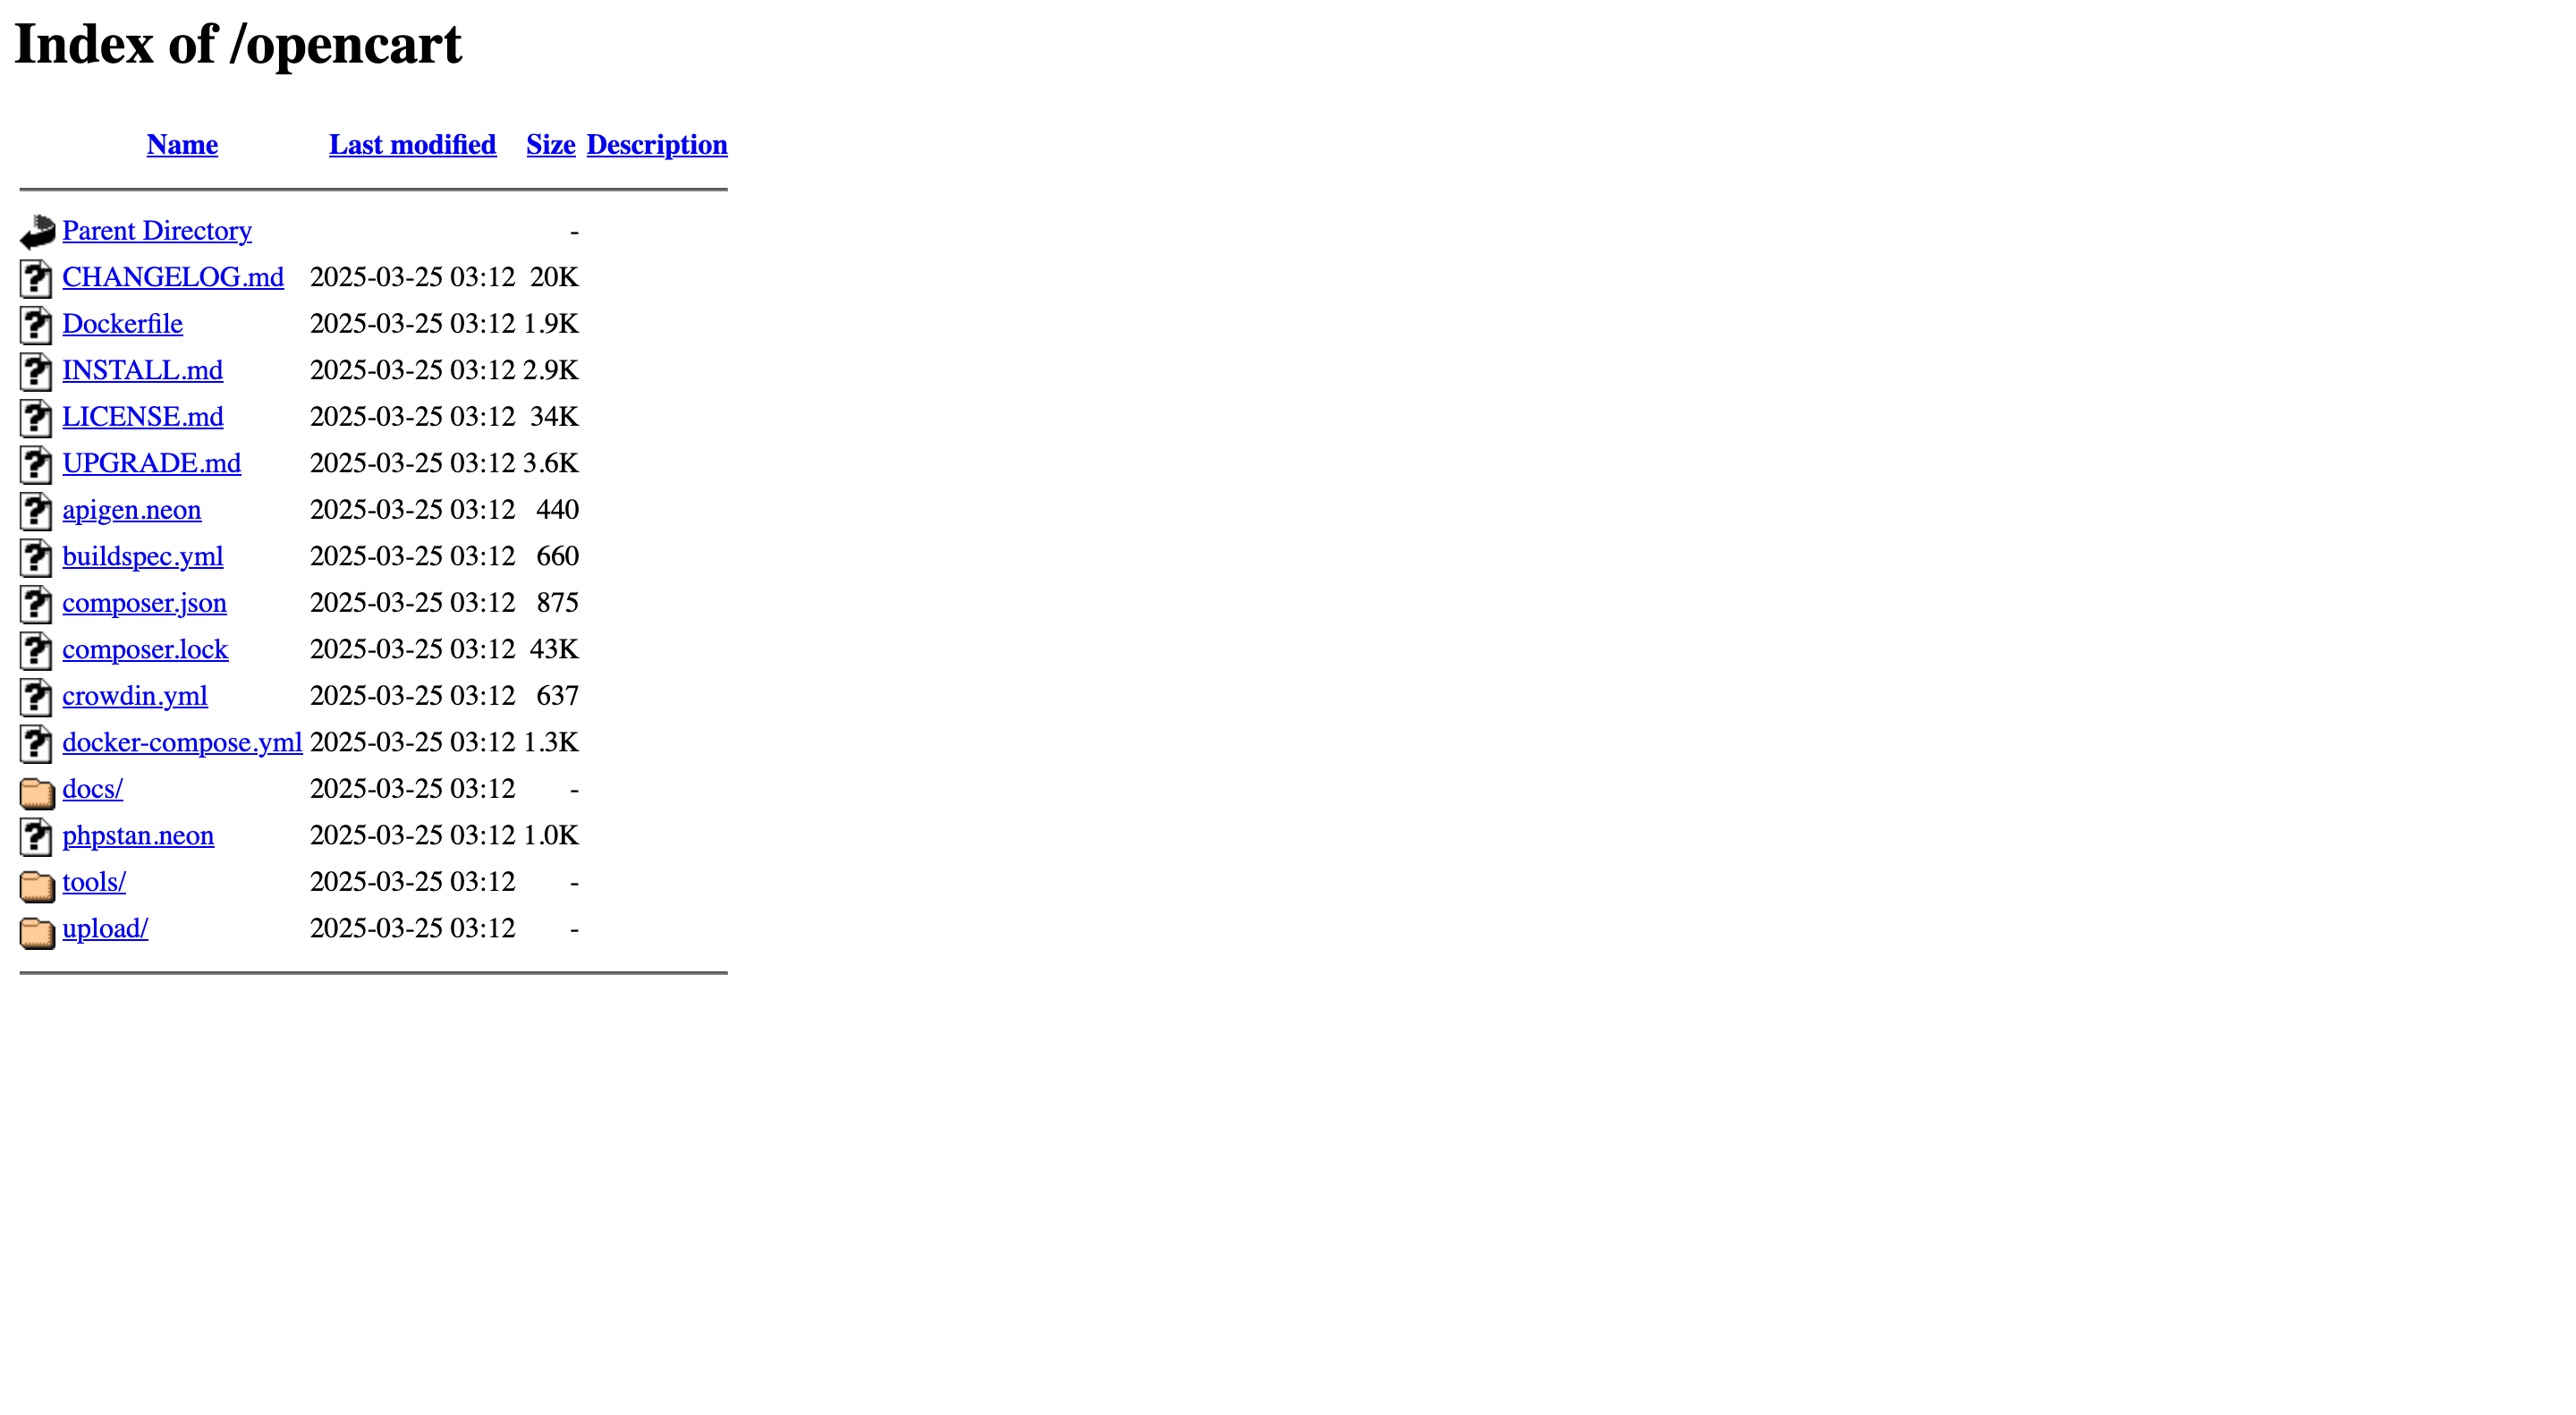 Index of /opencart
Name Last modified Size Description
Parent Directory -
CHANGELOG.md 2025-03-25 03:12 20K
Dockerfile 2025-03-25 03:12 1.9K
INSTALL.md 2025-03-25 03:12 2.9K
LICENSE.md 2025-03-25 03:12 34K
UPGRADE.md 2025-03-25 03:12 3.6K
apigen.neon 2025-03-25 03:12 440
buildspec.yml 2025-03-25 03:12 660
composer.json 2025-03-25 03:12 875
composer.lock 2025-03-25 03:12 43K
crowdin.yml 2025-03-25 03:12 637
docker-compose.yml 2025-03-25 03:12 1.3K
docs/ 2025-03-25 03:12 -
phpstan.neon 2025-03-25 03:12 1.0K
tools/ 2025-03-25 03:12 -
upload/ 2025-03-25 03:12 -